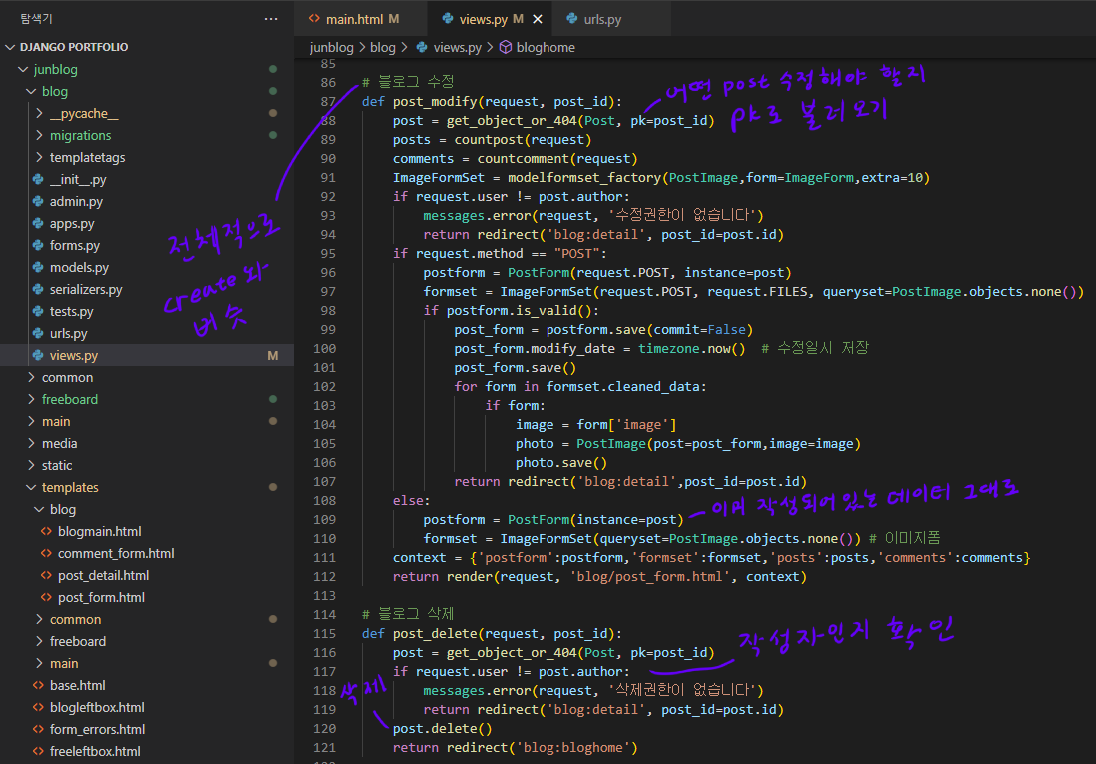 탐색기
DJANGO PORTFOLIO
junblog
blog
__pycache__
migrations
templatetags
__init__.py
admin.py
apps.py
forms.py
models.py
serializers.py
tests.py
urls.py
views.py M
common
freeboard
main
media
static
templates
blog
blogmain.html
comment_form.html
post_detail.html
post_form.html
common
freeboard
main
base.html
blogleftbox.html
form_errors.html
freeleftbox.html
main.html M views.py M urls.py
junblog > blog > views.py > bloghome
85
86 # 블로그 수정
87 def post_modify(request, post_id):
88 post = get_object_or_404(Post, pk=post_id)
89 posts = countpost(request)
90 comments = countcomment(request)
91 ImageFormSet = modelformset_factory(PostImage,form=ImageForm,extra=10)
92 if request.user != post.author:
93 messages.error(request, '수정권한이 없습니다')
94 return redirect('blog:detail', post_id=post.id)
95 if request.method == "POST":
96 postform = PostForm(request.POST, instance=post)
97 formset = ImageFormSet(request.POST, request.FILES, queryset=PostImage.objects.none())
98 if postform.is_valid():
99 post_form = postform.save(commit=False)
100 post_form.modify_date = timezone.now() # 수정일시 저장
101 post_form.save()
102 for form in formset.cleaned_data:
103 if form:
104 image = form['image']
105 photo = PostImage(post=post_form,image=image)
106 photo.save()
107 return redirect('blog:detail',post_id=post.id)
108 else:
109 postform = PostForm(instance=post)
110 formset = ImageFormSet(queryset=PostImage.objects.none()) # 이미지폼
111 context = {'postform':postform,'formset':formset,'posts':posts,'comments':comments}
112 return render(request, 'blog/post_form.html', context)
113
114 # 블로그 삭제
115 def post_delete(request, post_id):
116 post = get_object_or_404(Post, pk=post_id)
117 if request.user != post.author:
118 messages.error(request, '삭제권한이 없습니다')
119 return redirect('blog:detail', post_id=post.id)
120 post.delete()
121 return redirect('blog:bloghome')
어떤 post 수정해야 할지
pk로 불러오기
전체적으로
create와
비슷
이미 작성되어있는 데이터 그대로
작성자인지 확인
삭제